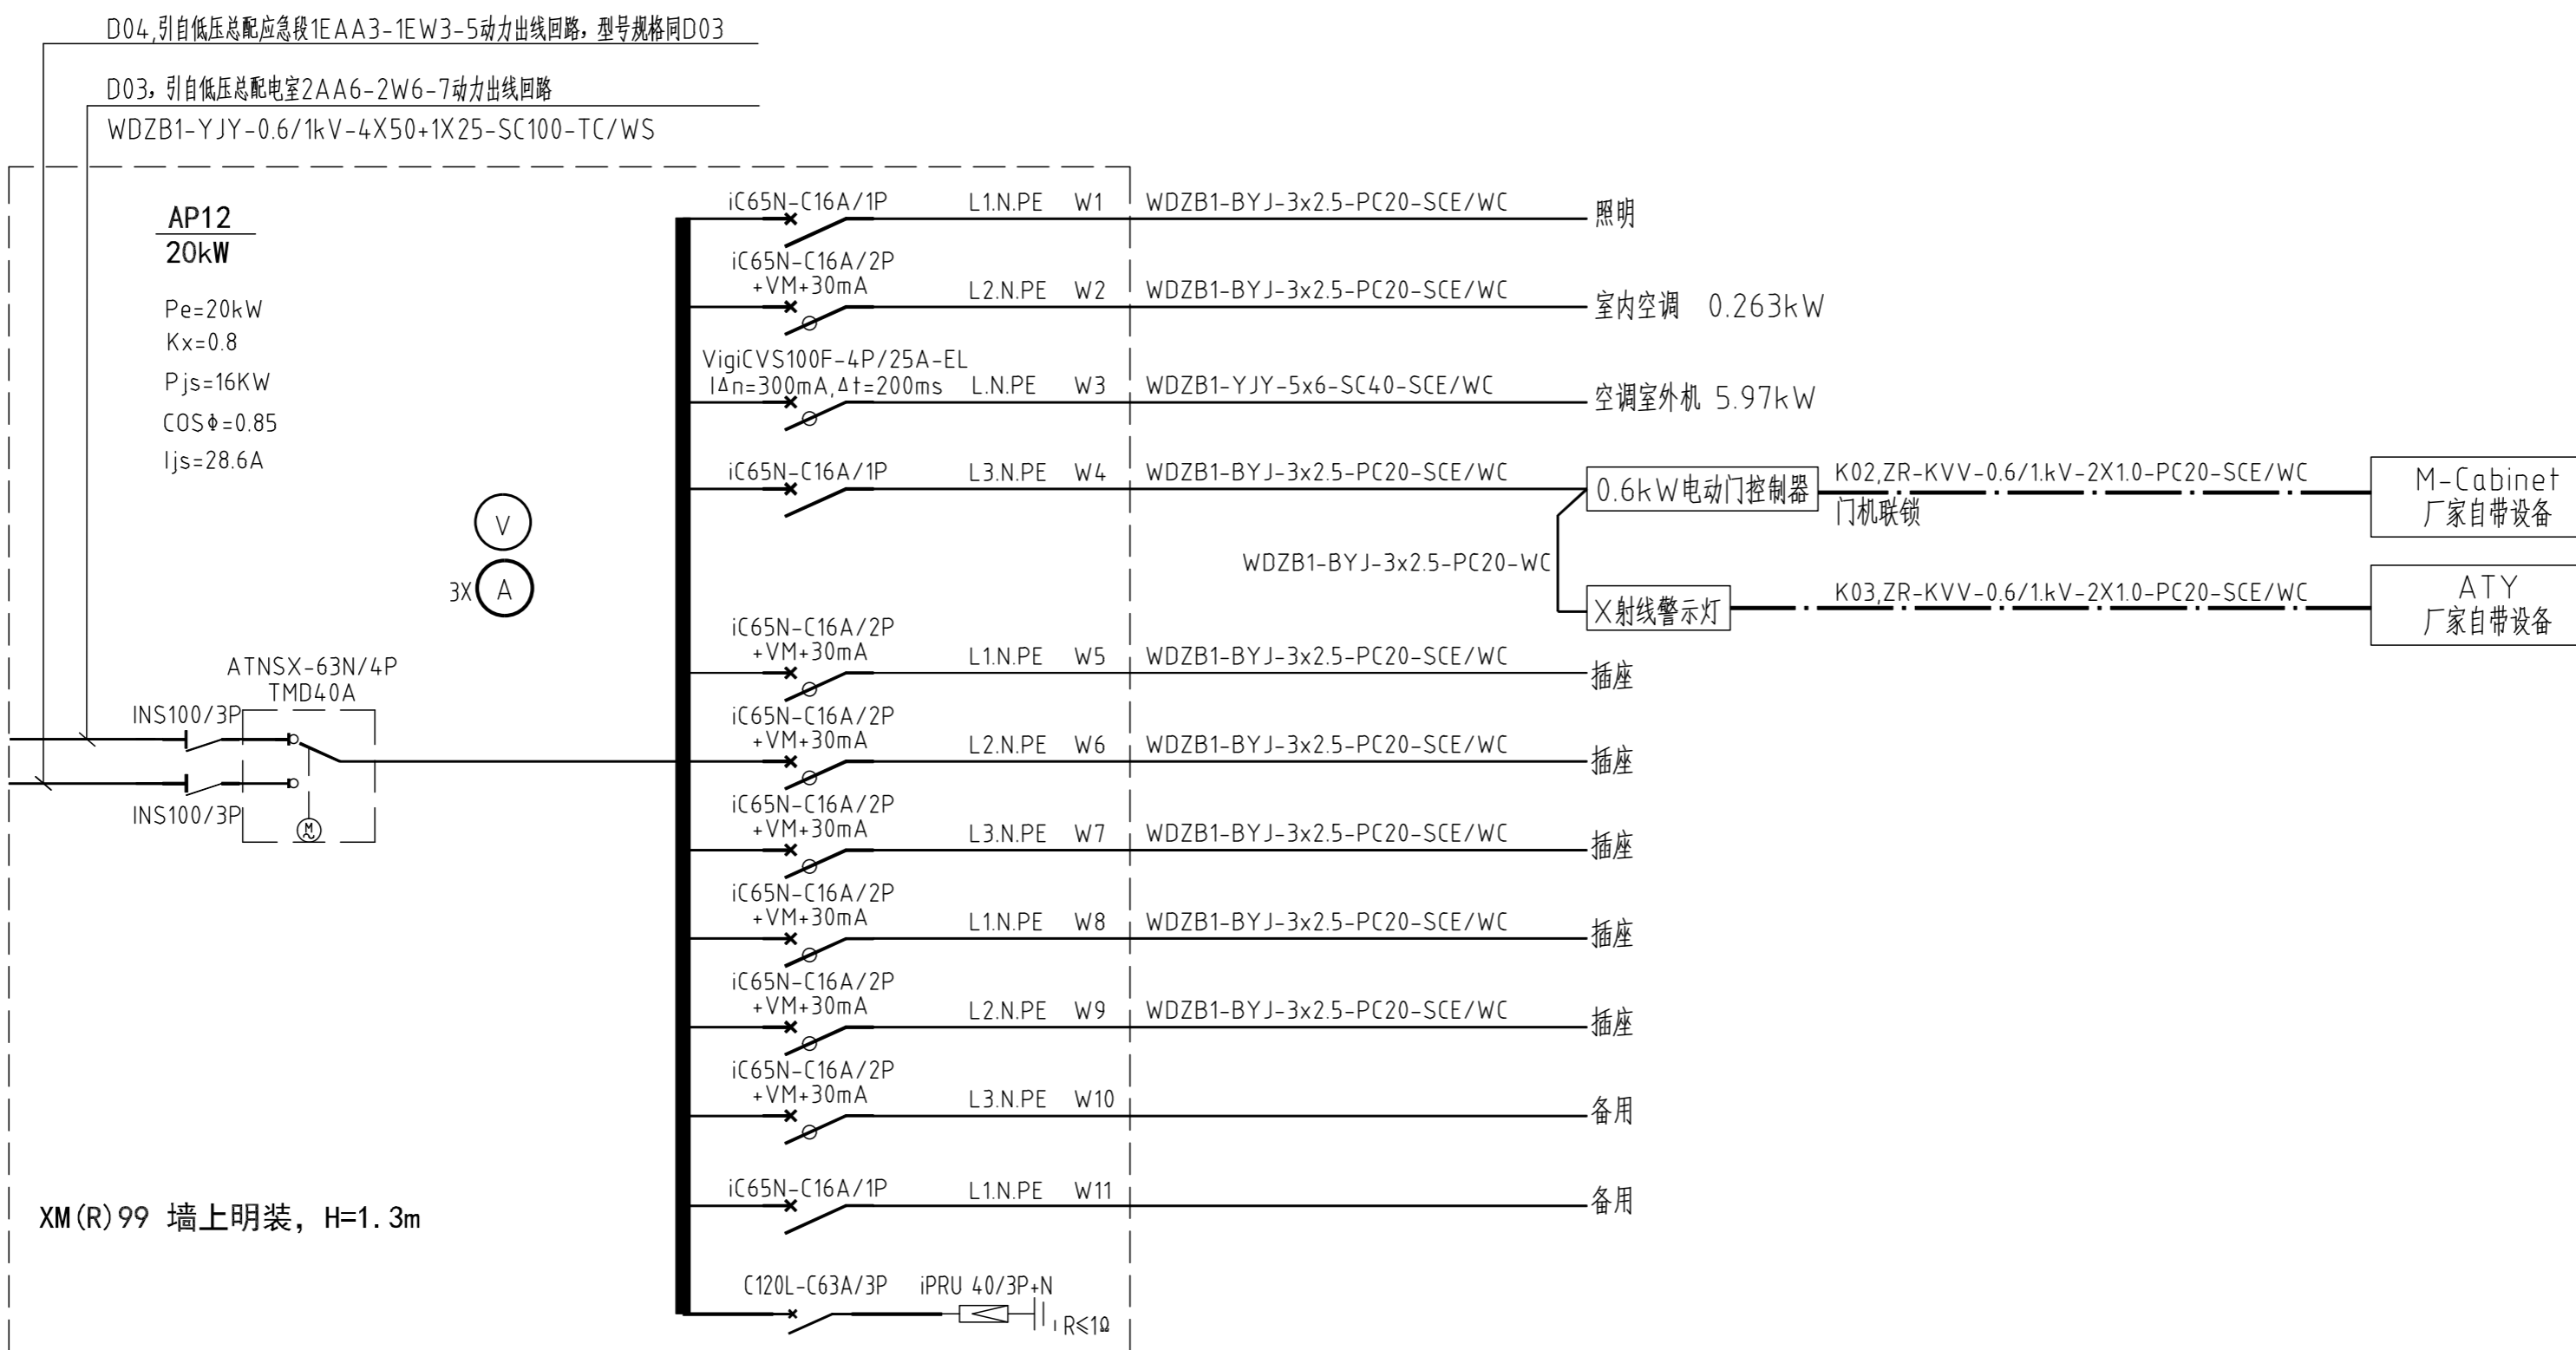 D04,引自低压总配应急段1EAA3-1EW3-5动力出线回路，型号规格同D03
D03，引自低压总配电室2AA6-2W6-7动力出线回路
WDZB1-YJY-0.6/1kV-4X50+1X25-SC100-TC/WS
AP12
20kW
Pe=20kW
Kx=0.8
Pjs=16KW
COSΦ=0.85
Ijs=28.6A
V
3X A
ATNSX-63N/4P
TMD40A
INS100/3P
INS100/3P
M
XM(R)99 墙上明装，H=1.3m
iC65N-C16A/1P L1.N.PE W1 WDZB1-BYJ-3x2.5-PC20-SCE/WC 照明
iC65N-C16A/2P
+VM+30mA L2.N.PE W2 WDZB1-BYJ-3x2.5-PC20-SCE/WC 室内空调 0.263kW
VigiCVS100F-4P/25A-EL
IΔn=300mA,Δt=200ms L.N.PE W3 WDZB1-YJY-5x6-SC40-SCE/WC 空调室外机 5.97kW
iC65N-C16A/1P L3.N.PE W4 WDZB1-BYJ-3x2.5-PC20-SCE/WC 0.6kW电动门控制器 K02,ZR-KVV-0.6/1.kV-2X1.0-PC20-SCE/WC
门机联锁
M-Cabinet
厂家自带设备
WDZB1-BYJ-3x2.5-PC20-WC
X射线警示灯 K03,ZR-KVV-0.6/1.kV-2X1.0-PC20-SCE/WC
ATY
厂家自带设备
iC65N-C16A/2P
+VM+30mA L1.N.PE W5 WDZB1-BYJ-3x2.5-PC20-SCE/WC 插座
iC65N-C16A/2P
+VM+30mA L2.N.PE W6 WDZB1-BYJ-3x2.5-PC20-SCE/WC 插座
iC65N-C16A/2P
+VM+30mA L3.N.PE W7 WDZB1-BYJ-3x2.5-PC20-SCE/WC 插座
iC65N-C16A/2P
+VM+30mA L1.N.PE W8 WDZB1-BYJ-3x2.5-PC20-SCE/WC 插座
iC65N-C16A/2P
+VM+30mA L2.N.PE W9 WDZB1-BYJ-3x2.5-PC20-SCE/WC 插座
iC65N-C16A/2P
+VM+30mA L3.N.PE W10 备用
iC65N-C16A/1P L1.N.PE W11 备用
C120L-C63A/3P iPRU 40/3P+N
R≤1Ω